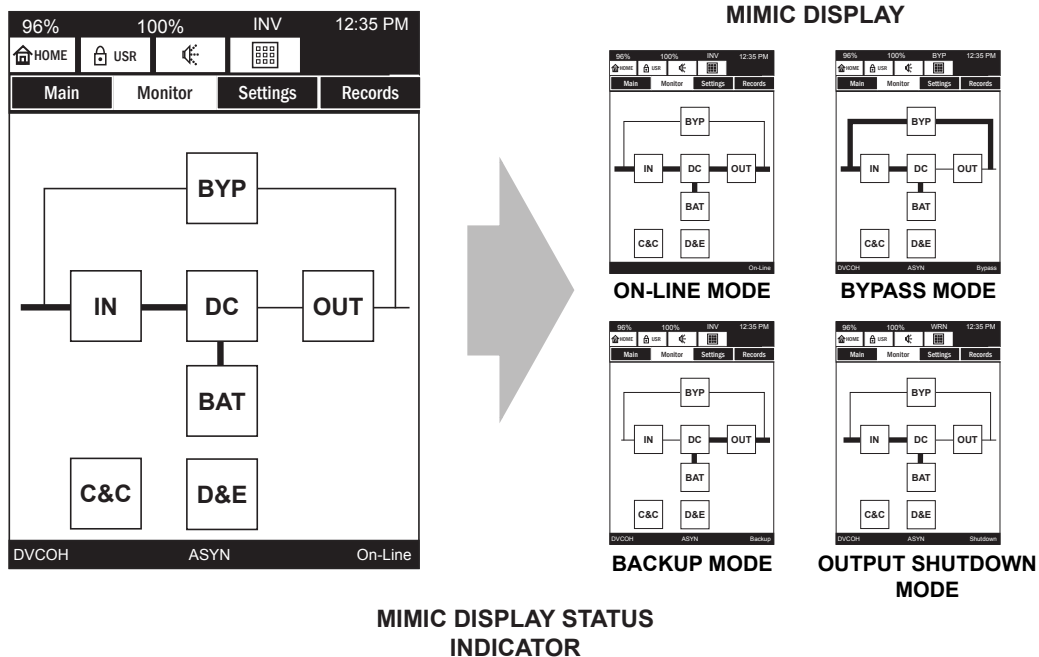 96% 100% INV 12:35 PM
HOME USR
Main Monitor Settings Records
BYP
IN DC OUT
BAT
C&C D&E
DVCOH ASYN On-Line
MIMIC DISPLAY
96% 100% INV 12:35 PM
HOME USR
Main Monitor Settings Records
BYP
IN DC OUT
BAT
C&C D&E
On-Line
ON-LINE MODE
96% 100% BYP 12:35 PM
HOME USR
Main Monitor Settings Records
BYP
IN DC OUT
BAT
C&C D&E
DVCOH ASYN Bypass
BYPASS MODE
96% 100% INV 12:35 PM
HOME USR
Main Monitor Settings Records
BYP
IN DC OUT
BAT
C&C D&E
DVCOH ASYN Backup
BACKUP MODE
96% 100% WRN 12:35 PM
HOME USR
Main Monitor Settings Records
BYP
IN DC OUT
BAT
C&C D&E
DVCOH ASYN Shutdown
OUTPUT SHUTDOWN
MODE
MIMIC DISPLAY STATUS
INDICATOR